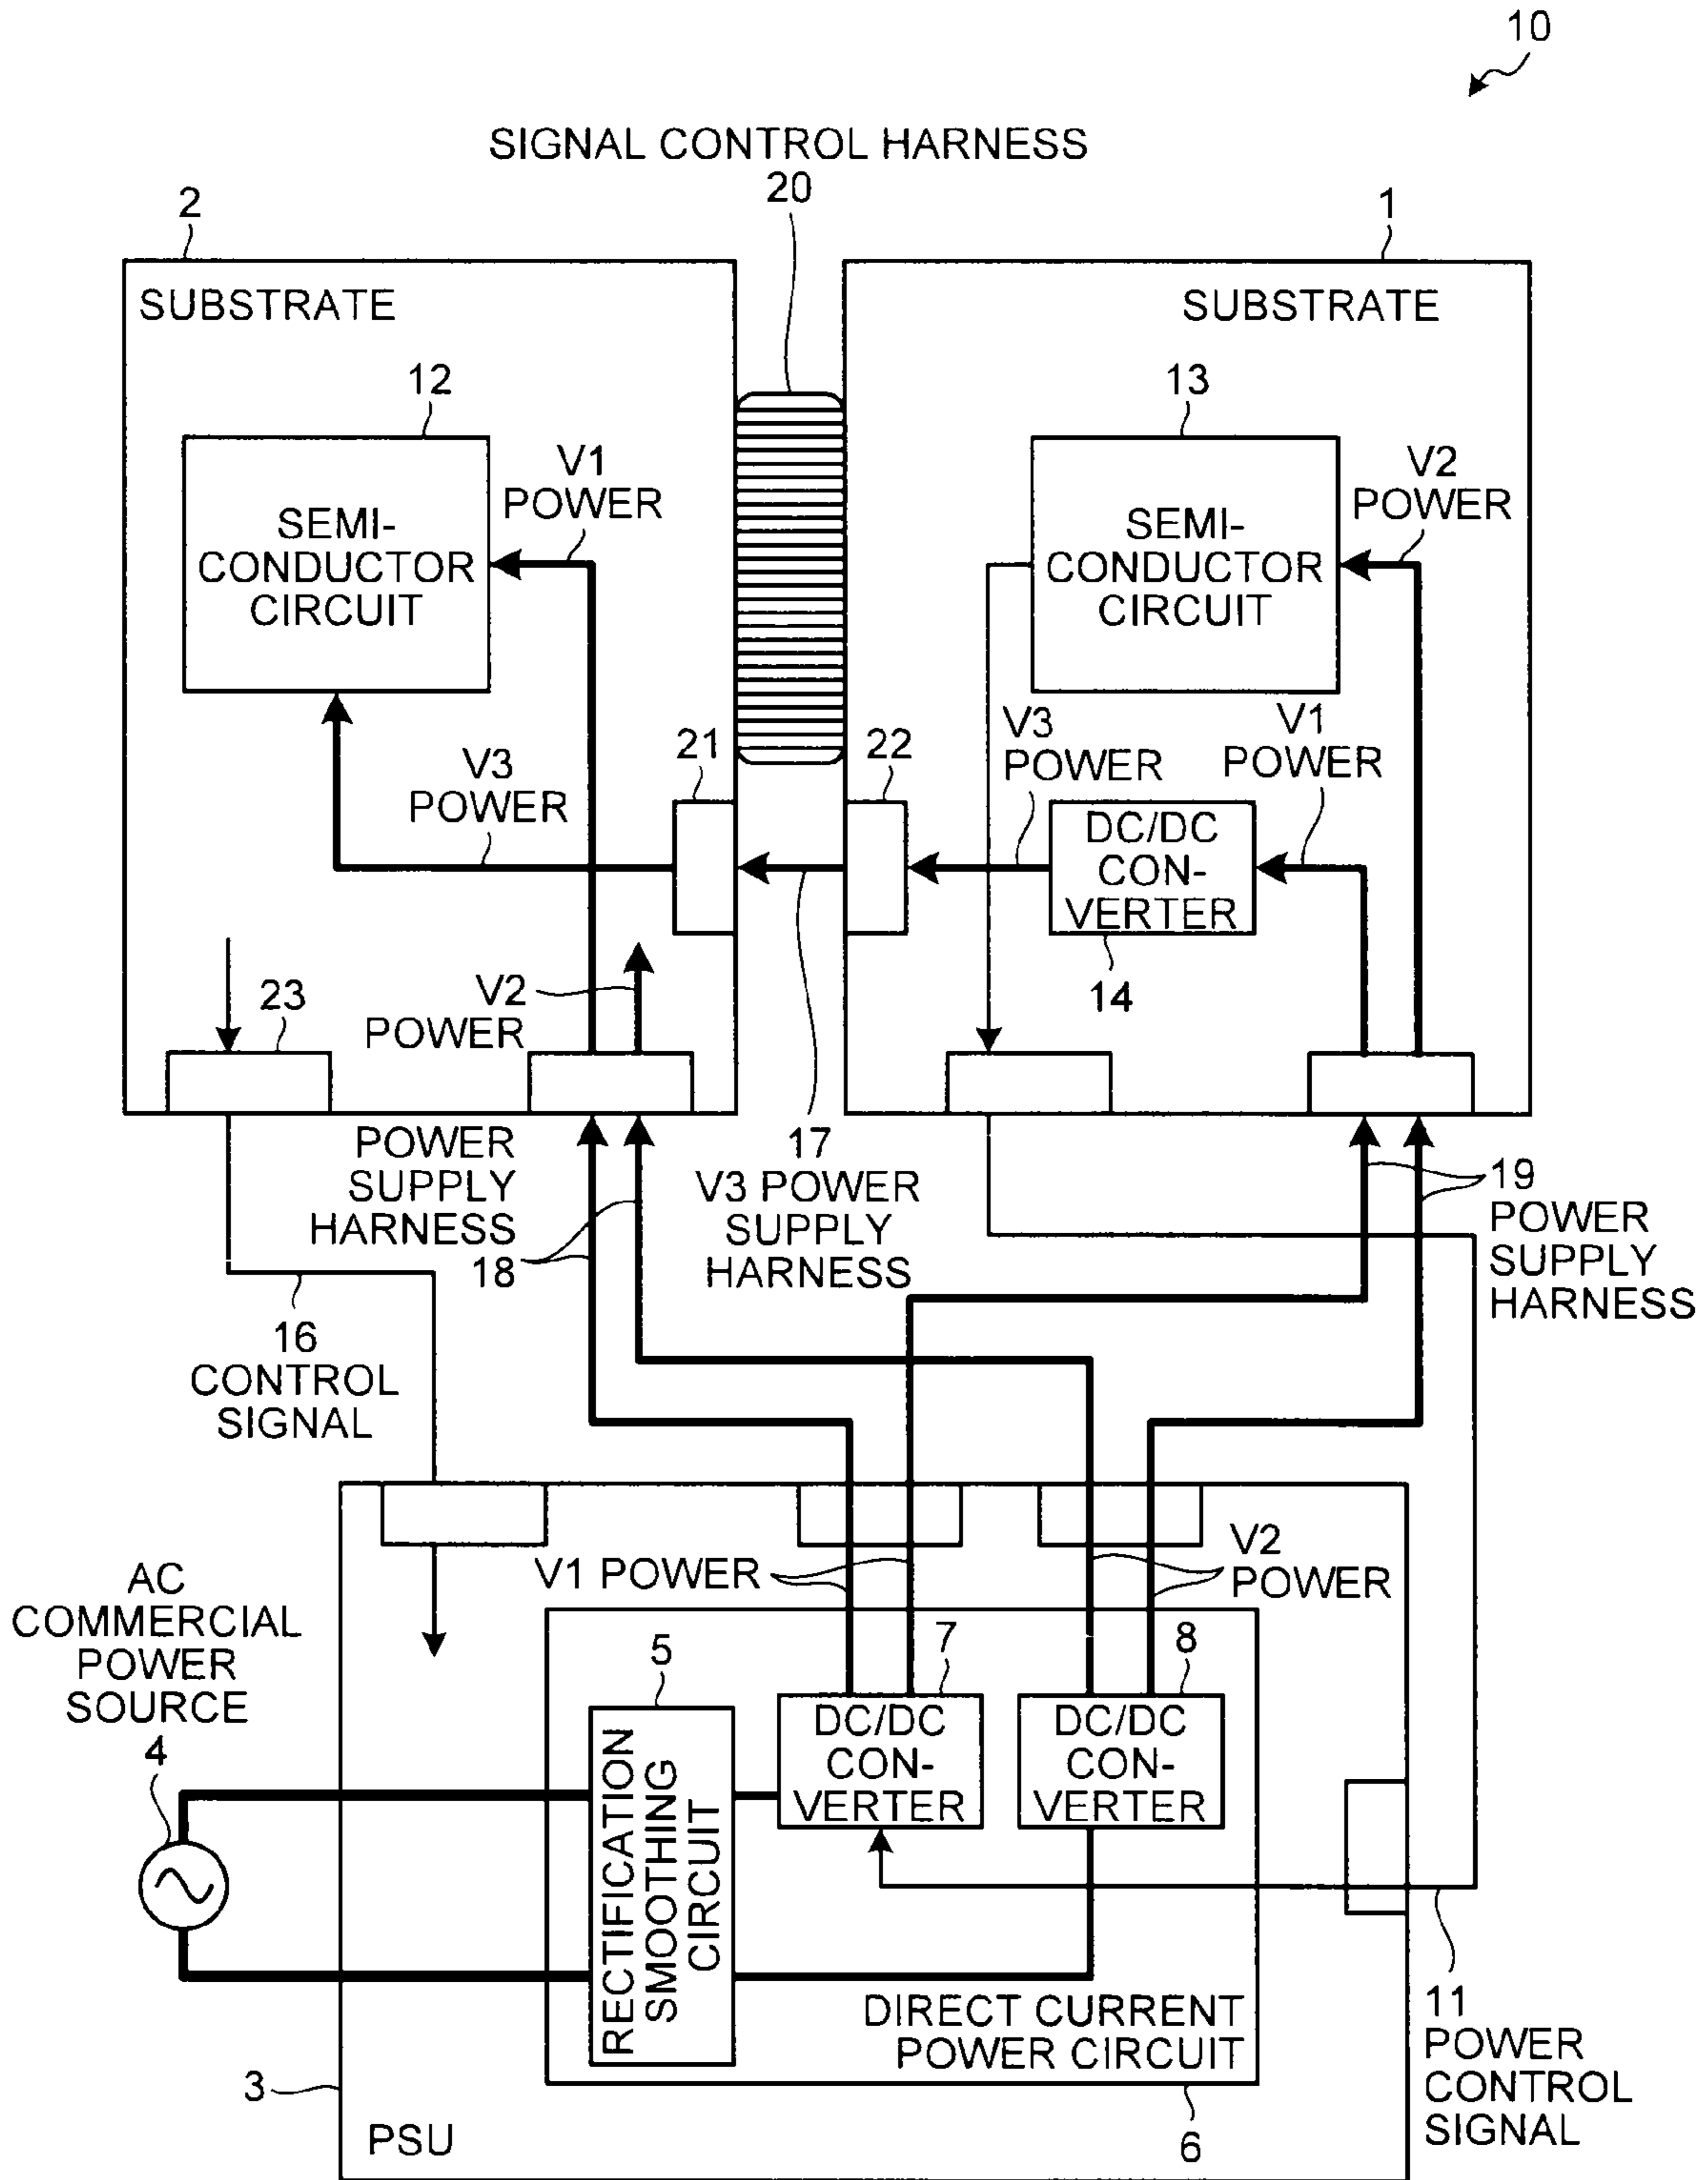 10
SIGNAL CONTROL HARNESS
20
2
1
SUBSTRATE
SUBSTRATE
12
13
V1
POWER
V2
POWER
SEMI-
CONDUCTOR
CIRCUIT
SEMI-
CONDUCTOR
CIRCUIT
V3
POWER
21
22
V3
POWER
V1
POWER
DC/DC
CON-
VERTER
14
23
V2
POWER
POWER
SUPPLY
HARNESS
18
17
V3 POWER
SUPPLY
HARNESS
19
POWER
SUPPLY
HARNESS
16
CONTROL
SIGNAL
V1 POWER
V2
POWER
AC
COMMERCIAL
POWER
SOURCE
4
5
7
8
RECTIFICATION
SMOOTHING
CIRCUIT
DC/DC
CON-
VERTER
DC/DC
CON-
VERTER
DIRECT CURRENT
POWER CIRCUIT
11
POWER
CONTROL
SIGNAL
3
PSU
6